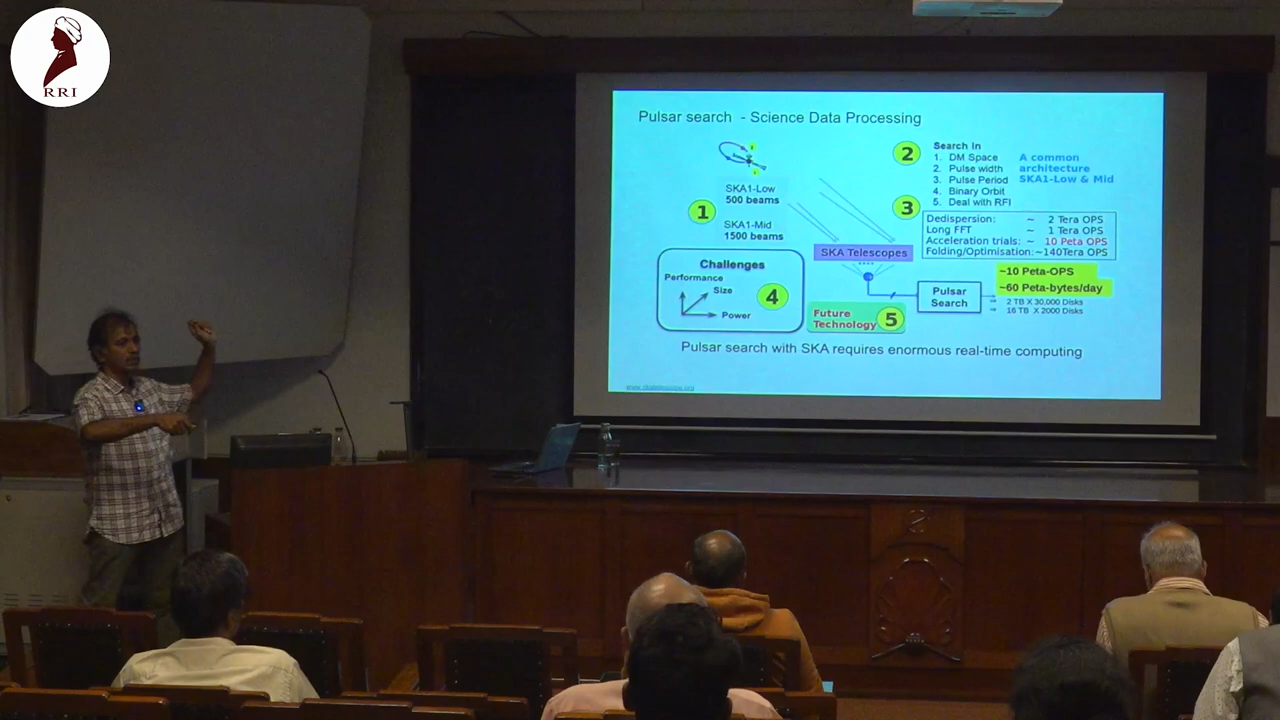 RRI
Pulsar search - Science Data Processing
SKA1-Low
500 beams
1
SKA1-Mid
1500 beams
2
Search in
1. DM Space
2. Pulse width
3. Pulse Period
4. Binary Orbit
5. Deal with RFI
A common
architecture
SKA1-Low & Mid
3
Dedispersion: ~ 2 Tera OPS
Long FFT ~ 1 Tera OPS
Acceleration trials: ~ 10 Peta OPS
Folding/Optimisation:~140Tera OPS
SKA Telescopes
Challenges
Performance
Size
Power
4
Pulsar
Search
~10 Peta-OPS
~60 Peta-bytes/day
2 TB X 30,000 Disks
16 TB X 2000 Disks
Future
Technology
5
Pulsar search with SKA requires enormous real-time computing